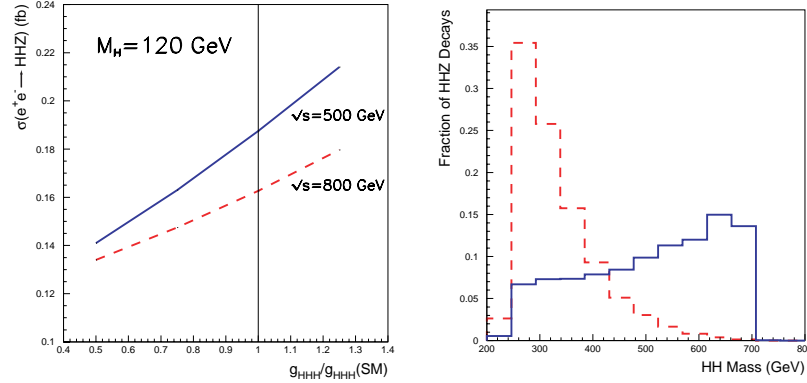 σ(e⁺e⁻→ HHZ) (fb)
0.24
0.22
0.2
0.18
0.16
0.14
0.12
0.1
M_H=120 GeV
√s=500 GeV
√s=800 GeV
0.4 0.5 0.6 0.7 0.8 0.9 1 1.1 1.2 1.3 1.4
g_HHH/g_HHH(SM)
Fraction of HHZ Decays
0.35
0.3
0.25
0.2
0.15
0.1
0.05
0
200 300 400 500 600 700 800
HH Mass (GeV)